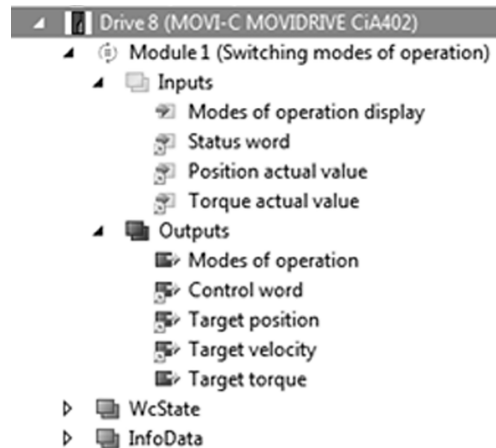 Drive 8 (MOVI-C MOVIDRIVE CiA402)
Module 1 (Switching modes of operation)
Inputs
Modes of operation display
Status word
Position actual value
Torque actual value
Outputs
Modes of operation
Control word
Target position
Target velocity
Target torque
WcState
InfoData